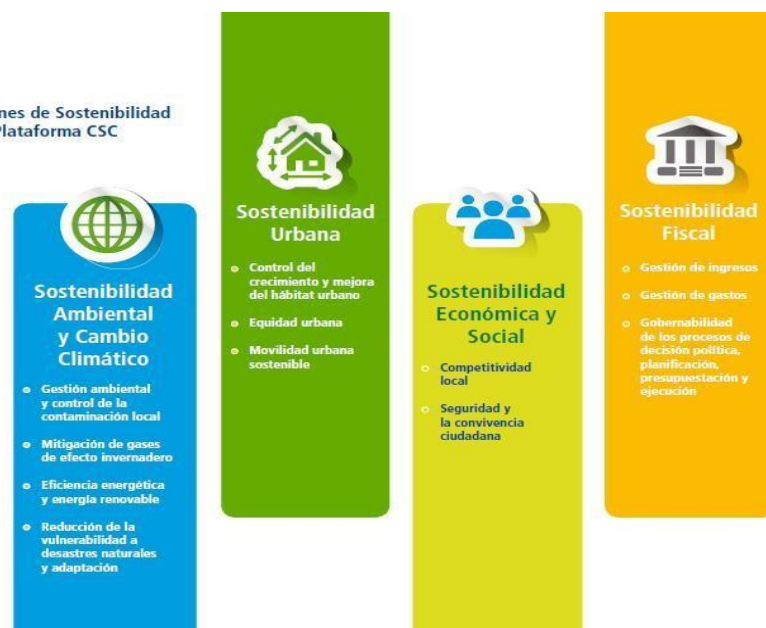 nes de Sostenibilidad
Plataforma CSC
Sostenibilidad
Ambiental
y Cambio
Climático
Gestión ambiental
y control de la
contaminación local
Mitigación de gases
de efecto invernadero
Eficiencia energética
y energía renovable
Reducción de la
vulnerabilidad a
desastres naturales
y adaptación
Sostenibilidad
Urbana
Control del
crecimiento y mejora
del hábitat urbano
Equidad urbana
Movilidad urbana
sostenible
Sostenibilidad
Económica y
Social
Competitividad
local
Seguridad y
la convivencia
ciudadana
Sostenibilidad
Fiscal
Gestión de ingresos
Gestión de gastos
Gobernabilidad
de los procesos de
decisión política,
planificación,
presupuestación y
ejecución